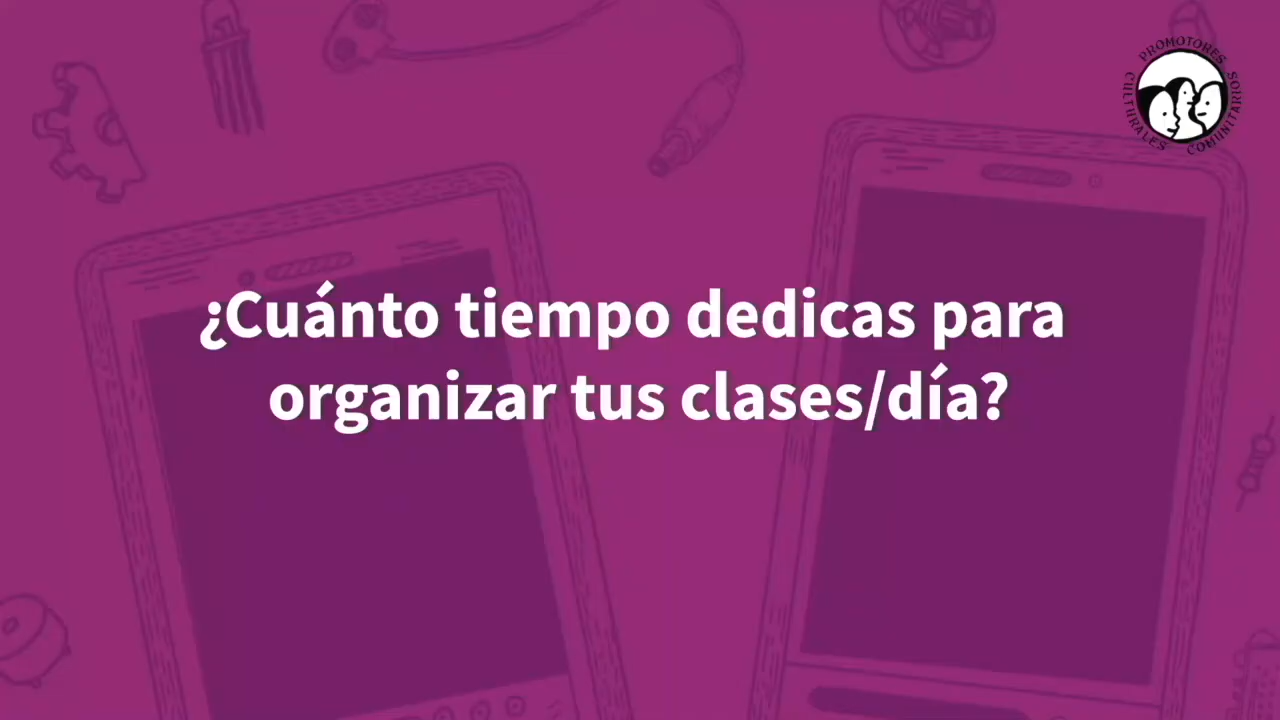 PROMOTORES
CULTURALES
COMUNITARIOS
¿Cuánto tiempo dedicas para
organizar tus clases/día?